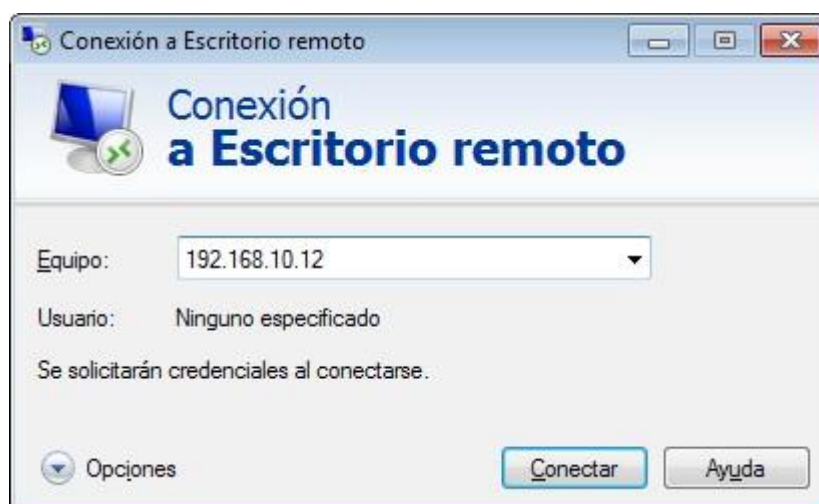 Conexión a Escritorio remoto
Conexión
a Escritorio remoto
Equipo: 192.168.10.12
Usuario: Ninguno especificado
Se solicitarán credenciales al conectarse.
Opciones Conectar Ayuda